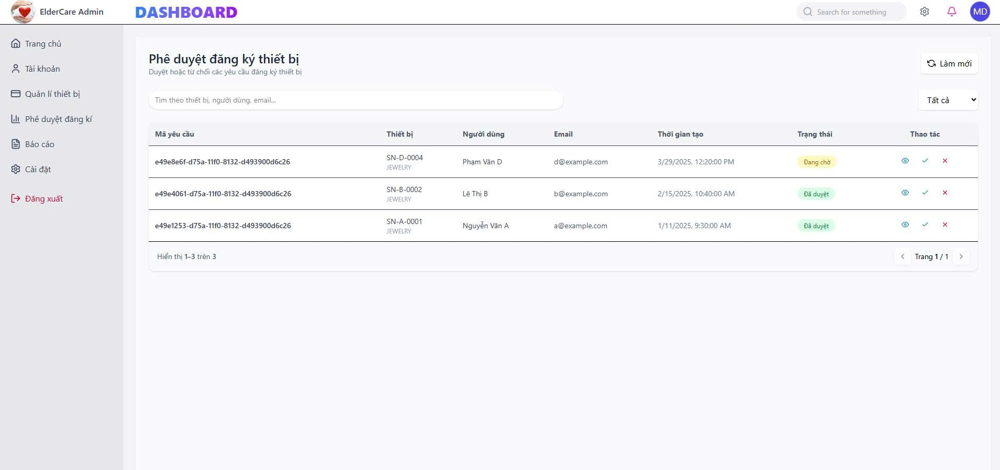 ElderCare Admin
DASHBOARD
Search for something
MD
Trang chủ
Tài khoản
Quản lí thiết bị
Phê duyệt đăng kí
Báo cáo
Cài đặt
Đăng xuất
Phê duyệt đăng ký thiết bị
Duyệt hoặc từ chối các yêu cầu đăng ký thiết bị
Làm mới
Tìm theo thiết bị, người dùng, email...
Tất cả
Mã yêu cầu Thiết bị Người dùng Email Thời gian tạo Trạng thái Thao tác
e49e8e6f-d75a-11f0-8132-d493900d6c26 SN-D-0004 JEWELRY Phạm Văn D d@example.com 3/29/2025, 12:20:00 PM Đang chờ
e49e4061-d75a-11f0-8132-d493900d6c26 SN-B-0002 JEWELRY Lê Thị B b@example.com 2/15/2025, 10:40:00 AM Đã duyệt
e49e1253-d75a-11f0-8132-d493900d6c26 SN-A-0001 JEWELRY Nguyễn Văn A a@example.com 1/11/2025, 9:30:00 AM Đã duyệt
Hiển thị 1–3 trên 3
Trang 1 / 1